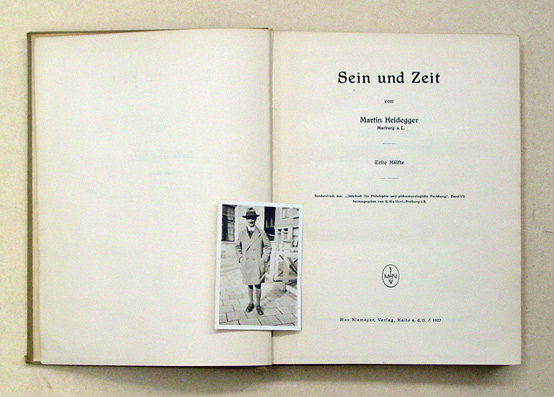 Sein und Zeit
von
Martin Heidegger
Marburg a. L.
Erste Hälfte
Sonderdruck aus: „Jahrbuch für Philosophie und phänomenologische Forschung“, Band VIII
herausgegeben von E. Husserl-Freiburg i. B.
M N
Max Niemeyer, Verlag, Halle a. d. S. / 1927